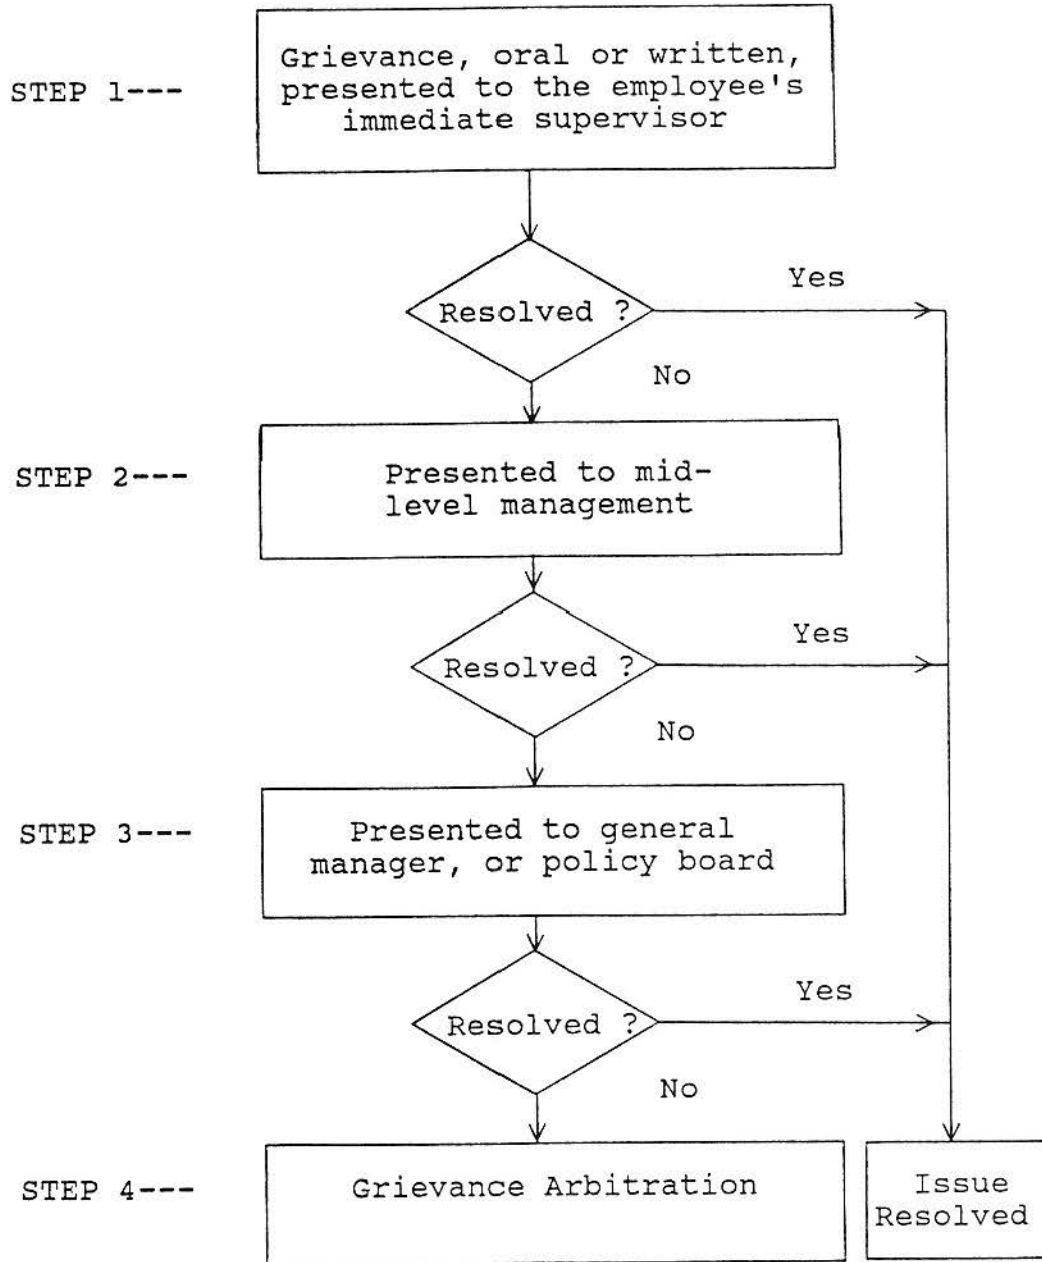 Grievance, oral or written,
STEP 1--- presented to the employee's
immediate supervisor
Yes
Resolved ?
No
STEP 2--- Presented to mid-
level management
Yes
Resolved ?
No
STEP 3--- Presented to general
manager, or policy board
Yes
Resolved ?
No
STEP 4--- Grievance Arbitration
Issue
Resolved